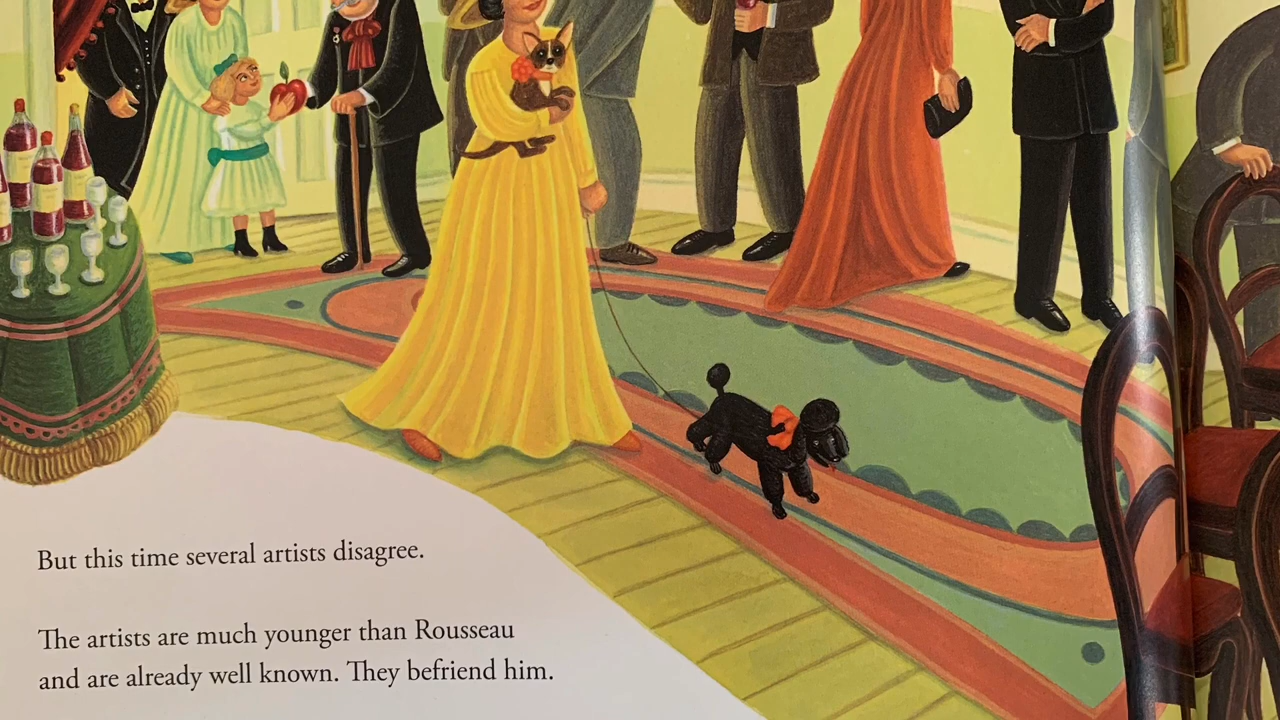 But this time several artists disagree.
The artists are much younger than Rousseau
and are already well known. They befriend him.